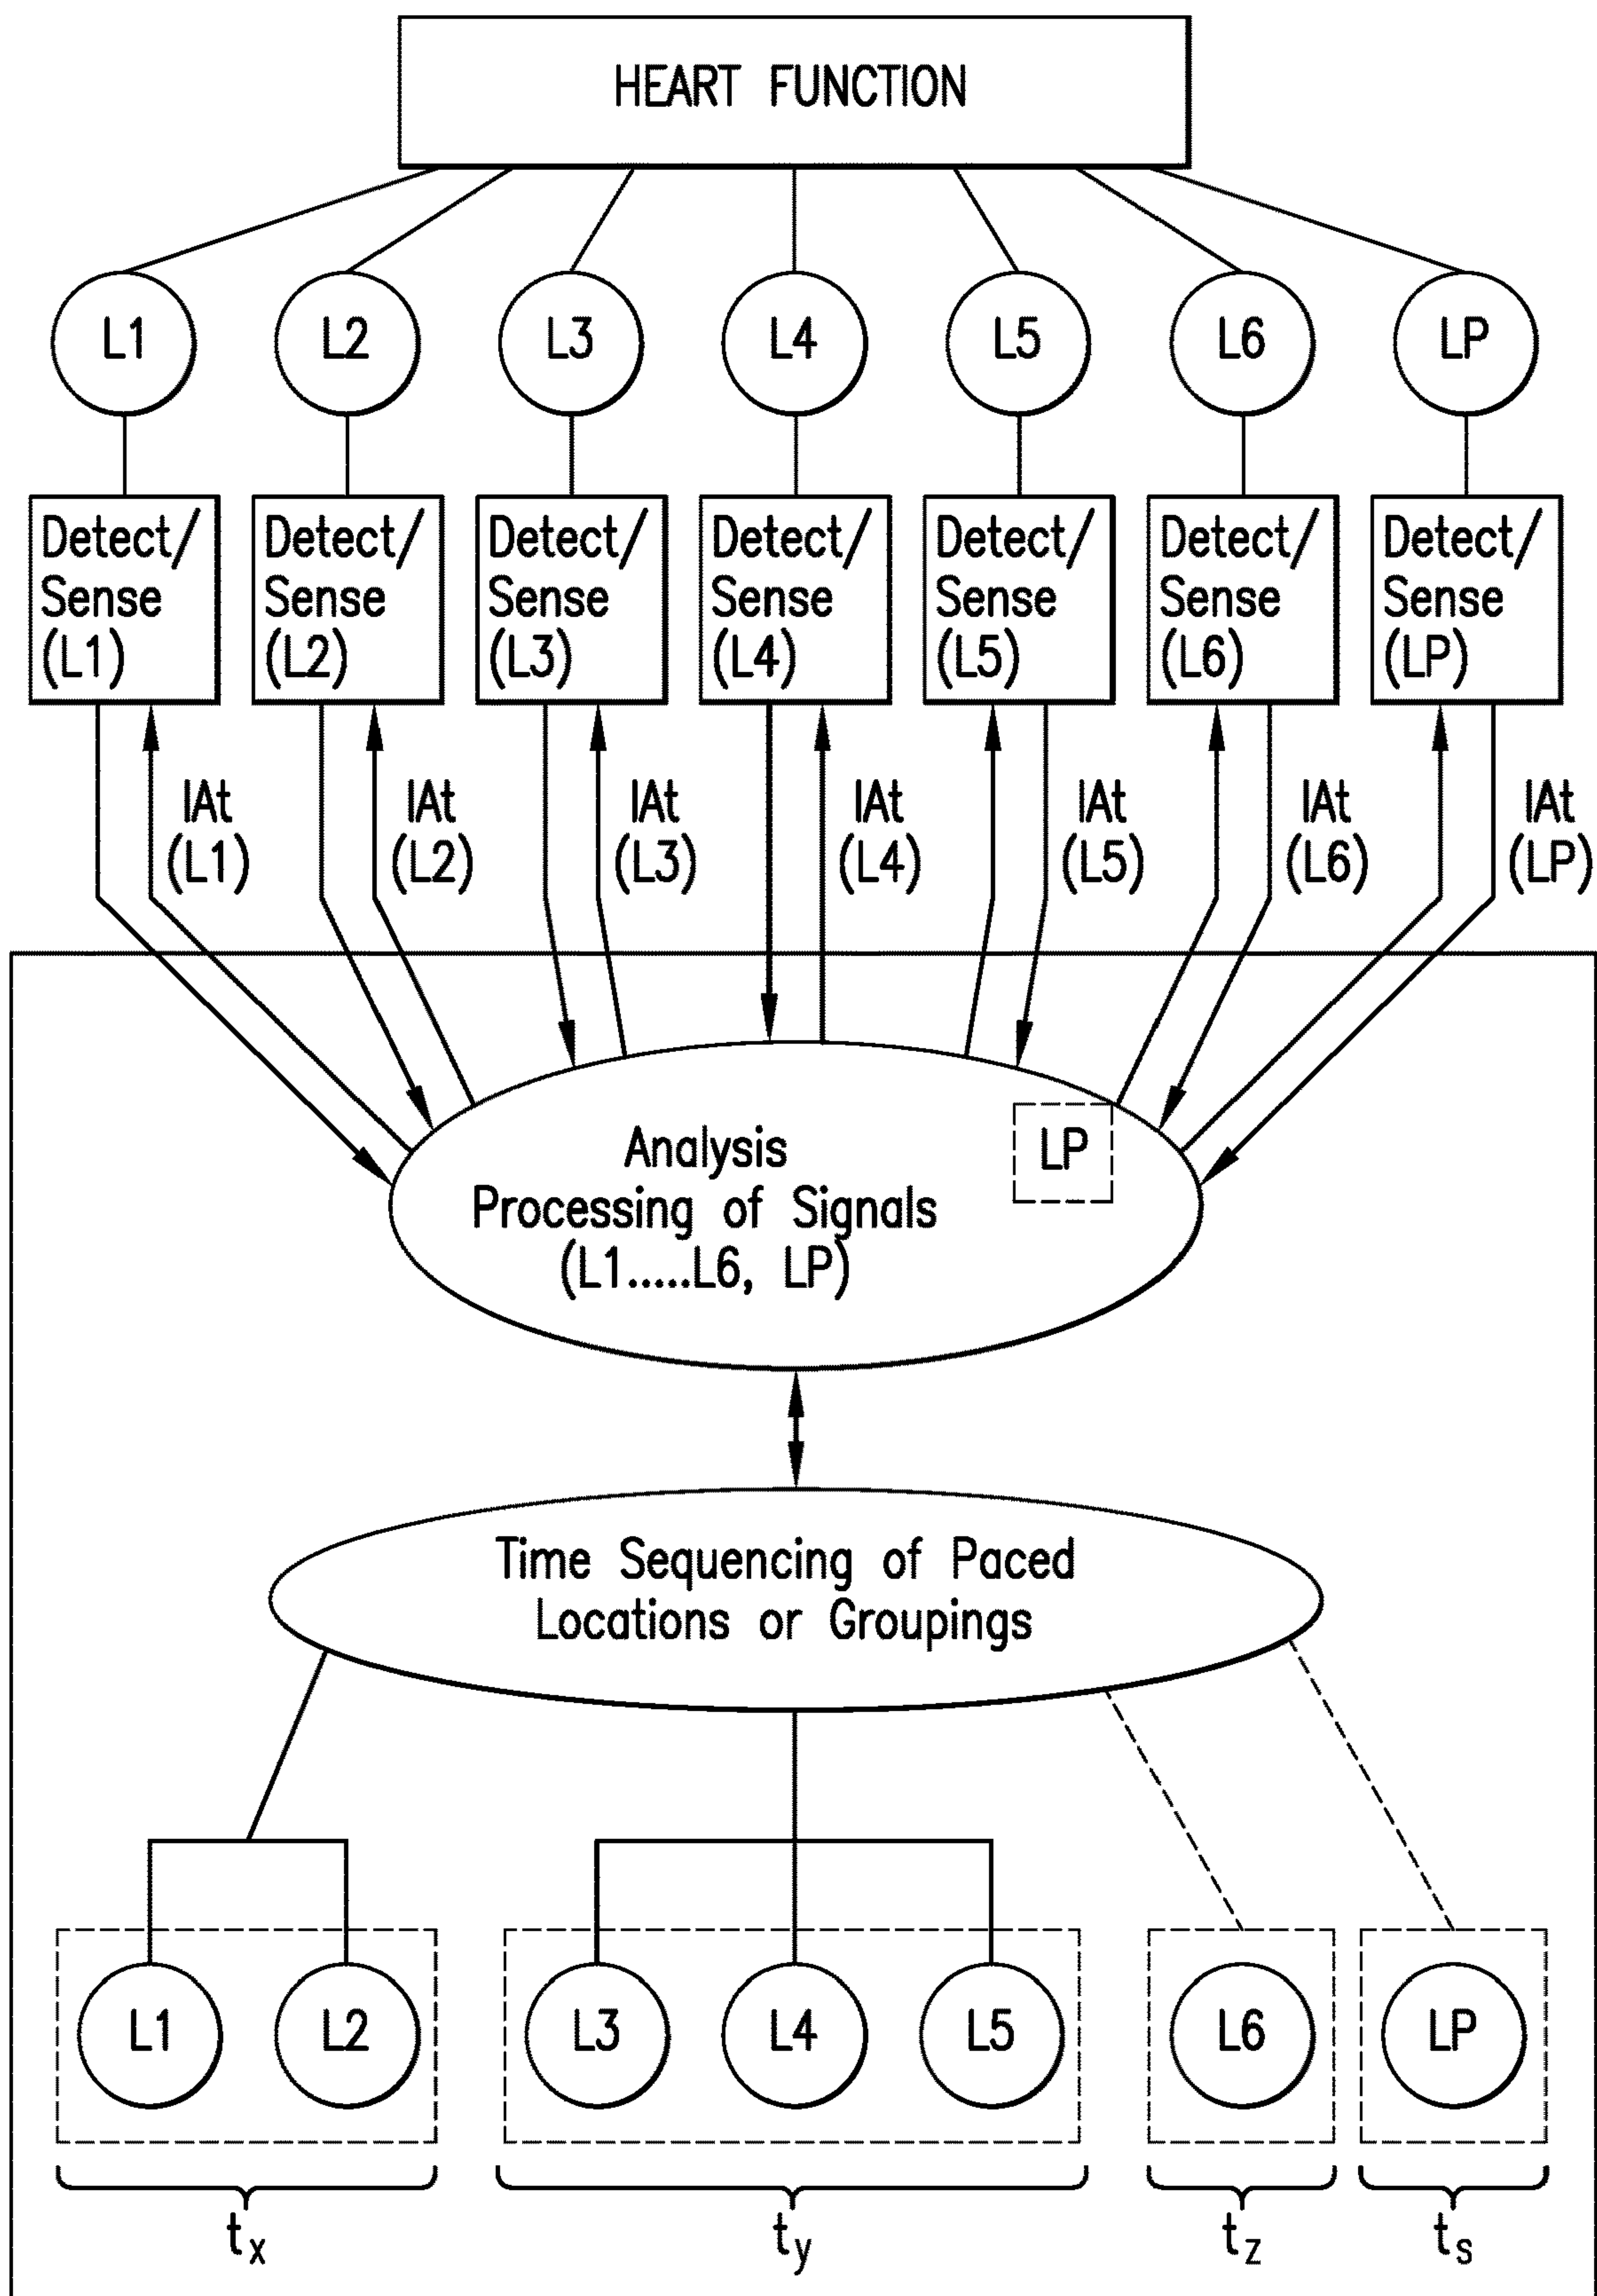 HEART FUNCTION
L1 L2 L3 L4 L5 L6 LP
Detect/ Detect/ Detect/ Detect/ Detect/ Detect/ Detect/
Sense Sense Sense Sense Sense Sense Sense
(L1) (L2) (L3) (L4) (L5) (L6) (LP)
IAt IAt IAt IAt IAt IAt IAt
(L1) (L2) (L3) (L4) (L5) (L6) (LP)
Analysis
LP
Processing of Signals
(L1.....L6, LP)
Time Sequencing of Paced
Locations or Groupings
L1 L2 L3 L4 L5 L6 LP
tx ty tz ts